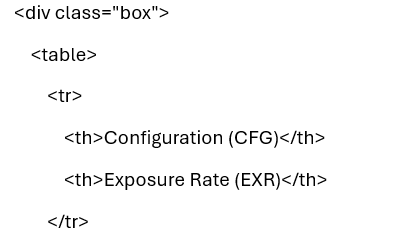 <div class="box">
<table>
<tr>
<th>Configuration (CFG)</th>
<th>Exposure Rate (EXR)</th>
</tr>